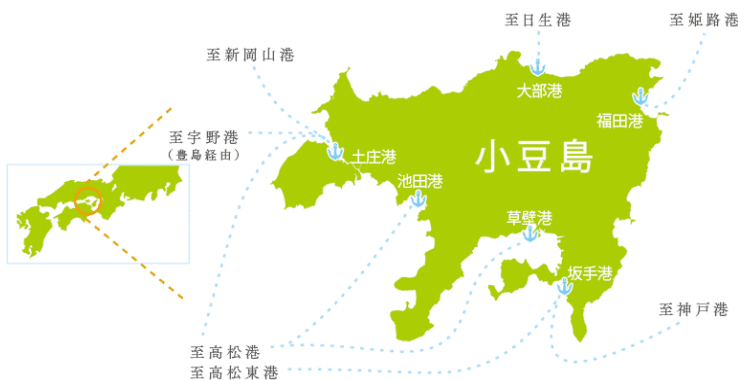 至日生港
至姫路港
至新岡山港
大部港
福田港
至宇野港
(豊島経由)
土庄港
小豆島
池田港
草壁港
坂手港
至神戸港
至高松港
至高松東港